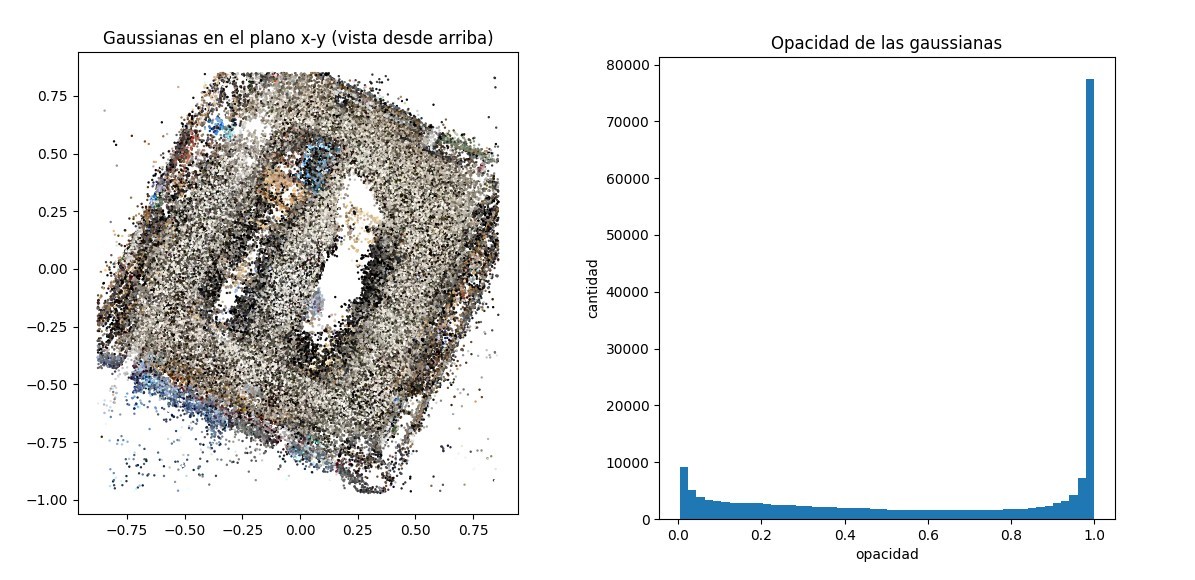 Gaussianas en el plano x-y (vista desde arriba)
0.75
0.50
0.25
0.00
−0.25
−0.50
−0.75
−1.00
−0.75 −0.50 −0.25 0.00 0.25 0.50 0.75
Opacidad de las gaussianas
80000
70000
60000
50000
40000
30000
20000
10000
0
cantidad
0.0 0.2 0.4 0.6 0.8 1.0
opacidad